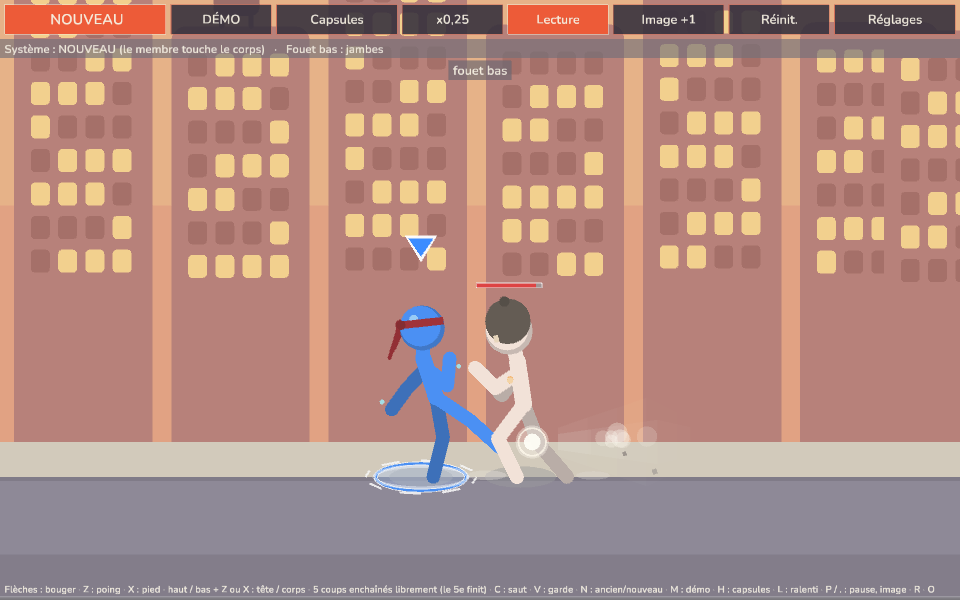 NOUVEAU DÉMO Capsules x0,25 Lecture Image +1 Réinit. Réglages
Système : NOUVEAU (le membre touche le corps) · Fouet bas : jambes
fouet bas
Flèches : bouger · Z : poing · X : pied · haut / bas + Z ou X : tête / corps · 5 coups enchaînés librement (le 5e finit) · C : saut · V : garde · N : ancien/nouveau · M : démo · H : capsules · L : ralenti · P / . : pause, image · R · O